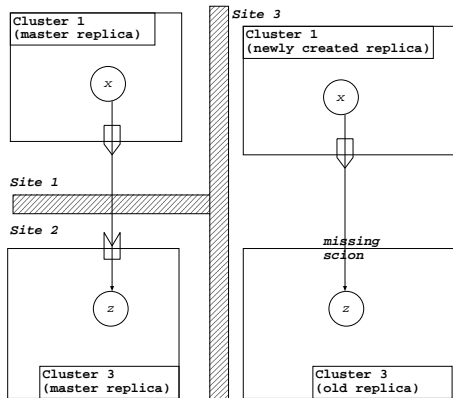 Cluster 1
(master replica)
x
Site 1
Site 2
z
Cluster 3
(master replica)
Site 3
Cluster 1
(newly created replica)
x
missing
scion
z
Cluster 3
(old replica)